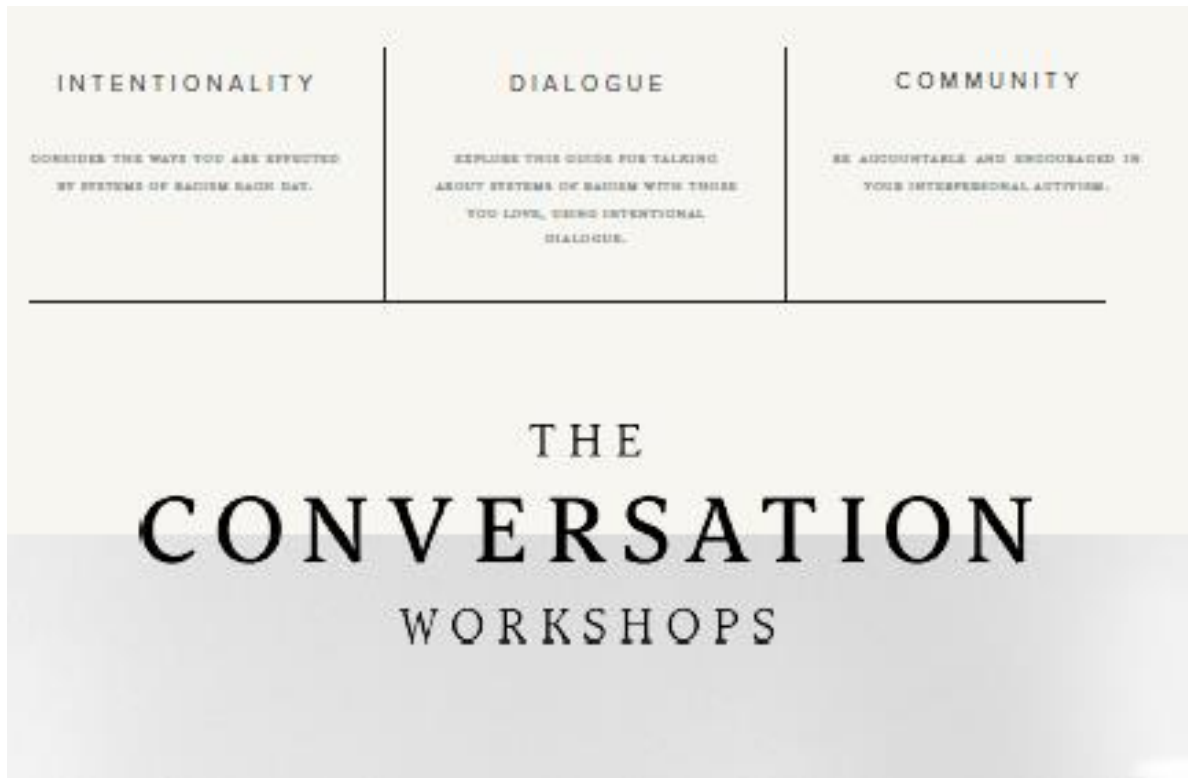 INTENTIONALITY
CONSIDER THE WAYS YOU ARE EFFECTED
BY SYSTEMS OF RACISM EACH DAY.
DIALOGUE
EXPLORE THIS GUIDE FOR TALKING
ABOUT SYSTEMS OF RACISM WITH THOSE
YOU LOVE, USING INTENTIONAL
DIALOGUE.
COMMUNITY
BE ACCOUNTABLE AND ENCOURAGED IN
YOUR INTERPERSONAL ACTIVISM.
THE
CONVERSATION
WORKSHOPS